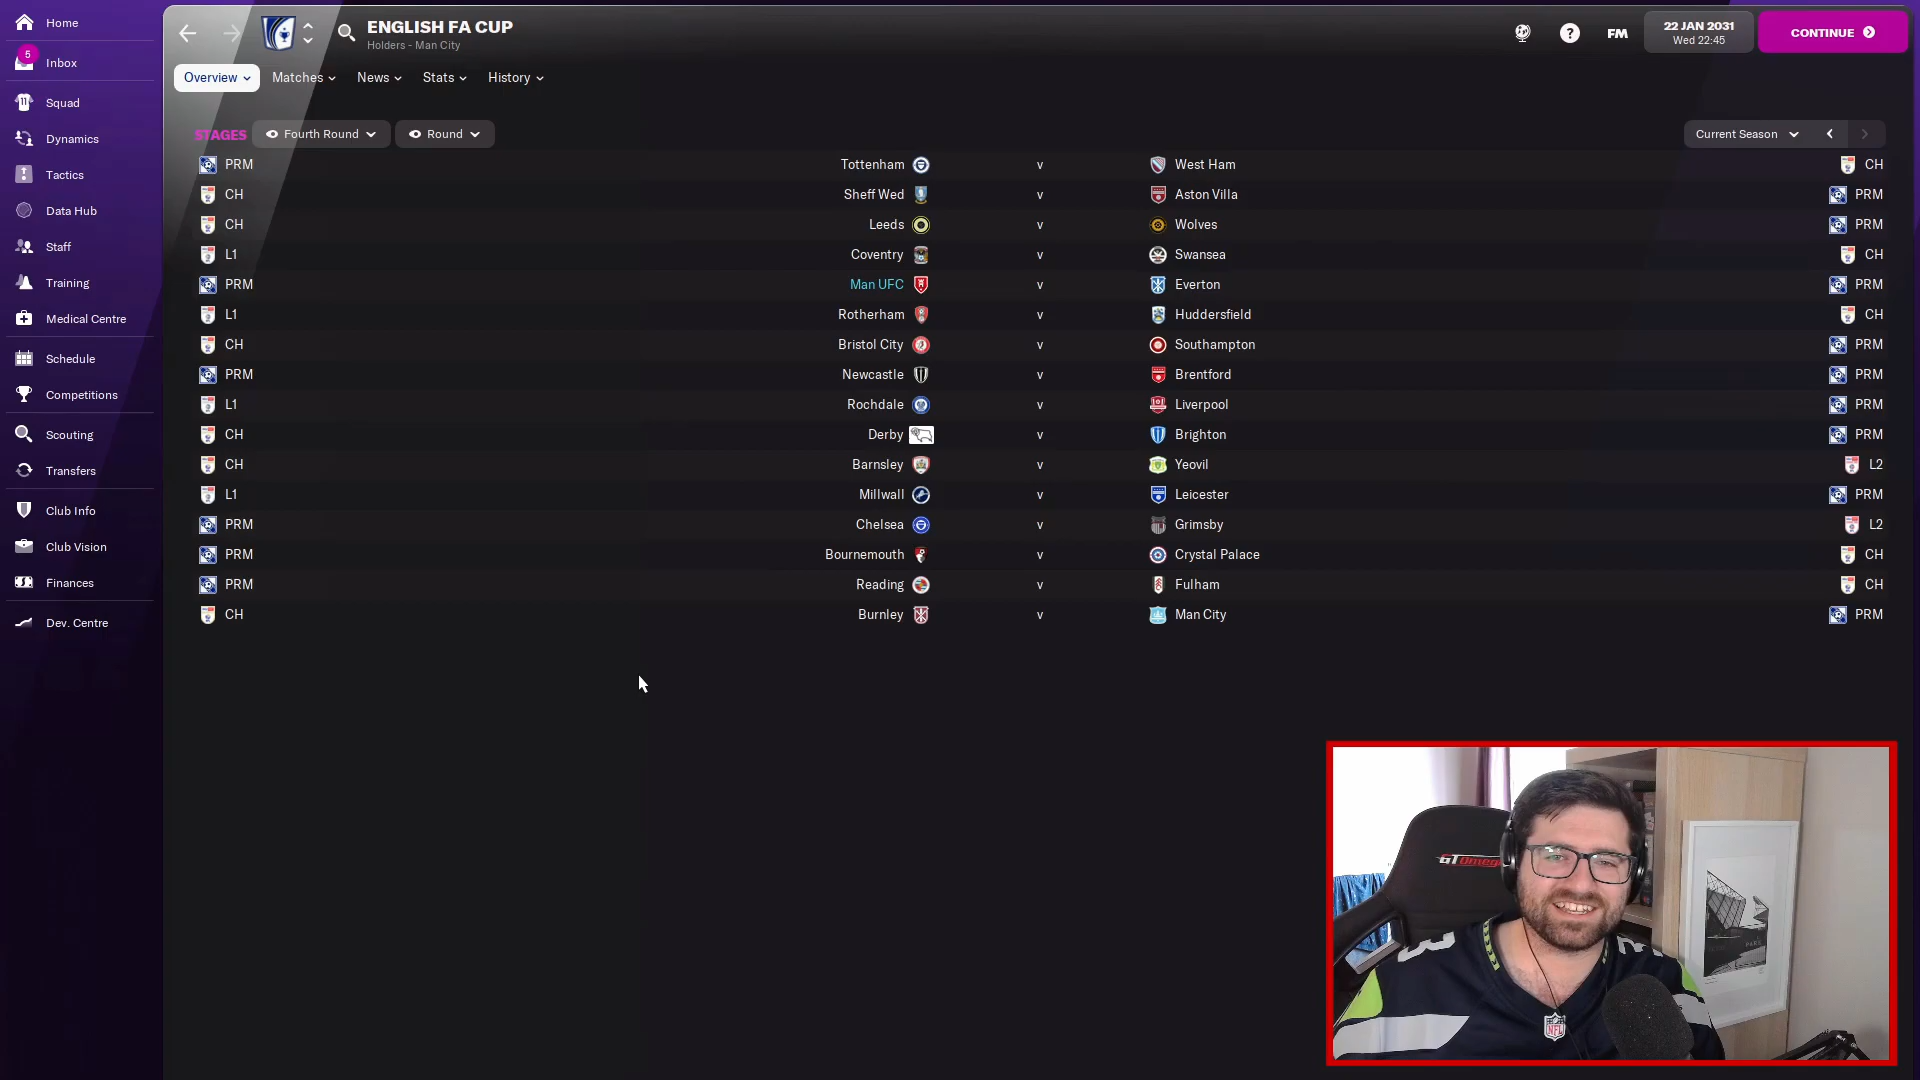 Home
Inbox
5
Squad
Dynamics
Tactics
Data Hub
Staff
Training
Medical Centre
Schedule
Competitions
Scouting
Transfers
Club Info
Club Vision
Finances
Dev. Centre
ENGLISH FA CUP
Holders - Man City
FM
22 JAN 2031
Wed 22:45
CONTINUE
Overview Matches News Stats History
STAGES Fourth Round Round Current Season
PRM Tottenham v West Ham CH
CH Sheff Wed v Aston Villa PRM
CH Leeds v Wolves PRM
L1 Coventry v Swansea CH
PRM Man UFC v Everton PRM
L1 Rotherham v Huddersfield CH
CH Bristol City v Southampton PRM
PRM Newcastle v Brentford PRM
L1 Rochdale v Liverpool PRM
CH Derby v Brighton PRM
CH Barnsley v Yeovil L2
L1 Millwall v Leicester PRM
PRM Chelsea v Grimsby L2
PRM Bournemouth v Crystal Palace CH
PRM Reading v Fulham CH
CH Burnley v Man City PRM
GT Omega
NFL